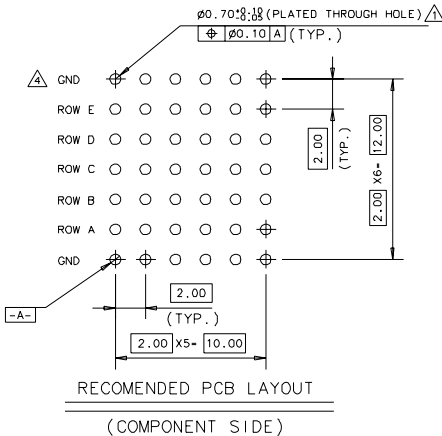 Ø0.70+0.10-0.05 (PLATED THROUGH HOLE) 1
⌖ Ø0.10 A (TYP.)
4 GND
ROW E
ROW D
ROW C
ROW B
ROW A
GND
2.00
(TYP.)
2.00 X6= 12.00
-A-
2.00
(TYP.)
2.00 X5= 10.00
RECOMENDED PCB LAYOUT
(COMPONENT SIDE)